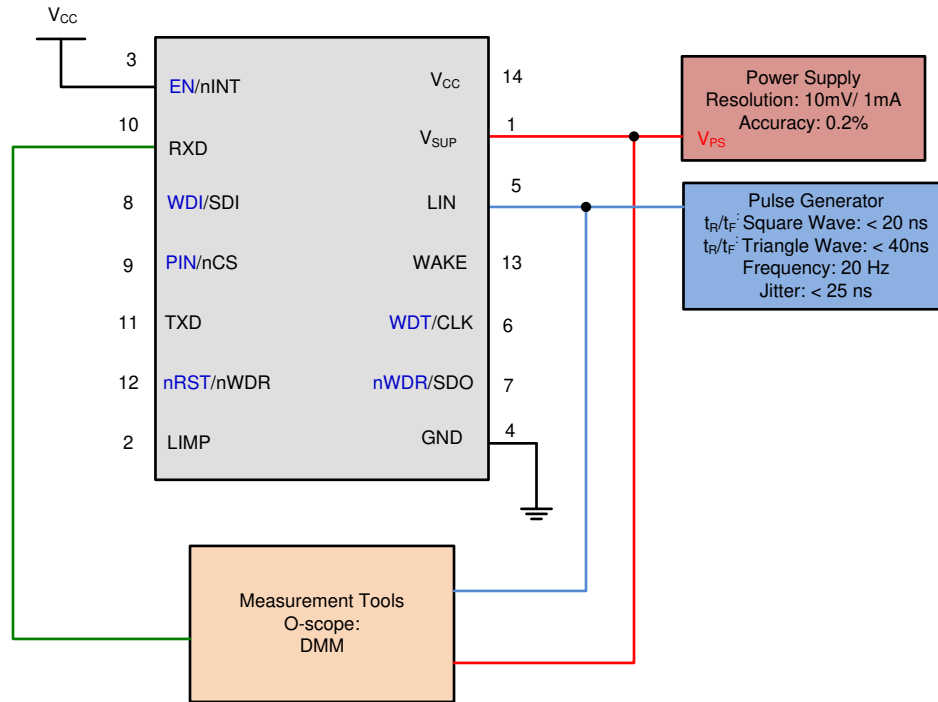 VCC
3
EN/nINT
10
RXD
8
WDI/SDI
9
PIN/nCS
11
TXD
12
nRST/nWDR
2
LIMP
VCC
14
VSUP
1
LIN
5
WAKE
13
WDT/CLK
6
nWDR/SDO
7
GND
4
Power Supply
Resolution: 10mV/ 1mA
Accuracy: 0.2%
VPS
Pulse Generator
tR/tF: Square Wave: < 20 ns
tR/tF: Triangle Wave: < 40ns
Frequency: 20 Hz
Jitter: < 25 ns
Measurement Tools
O-scope:
DMM